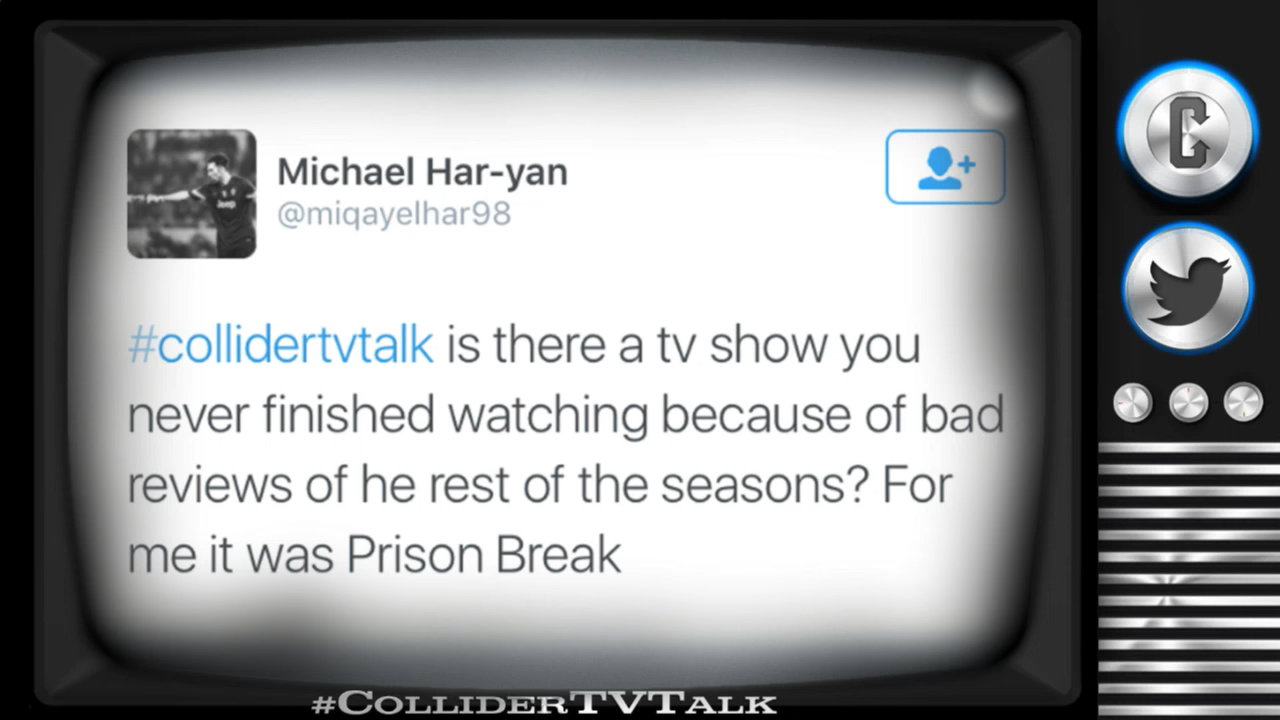 Michael Har-yan
@miqayelhar98
#collidertvtalk is there a tv show you
never finished watching because of bad
reviews of he rest of the seasons? For
me it was Prison Break
#ColliderTVTalk
Jeep